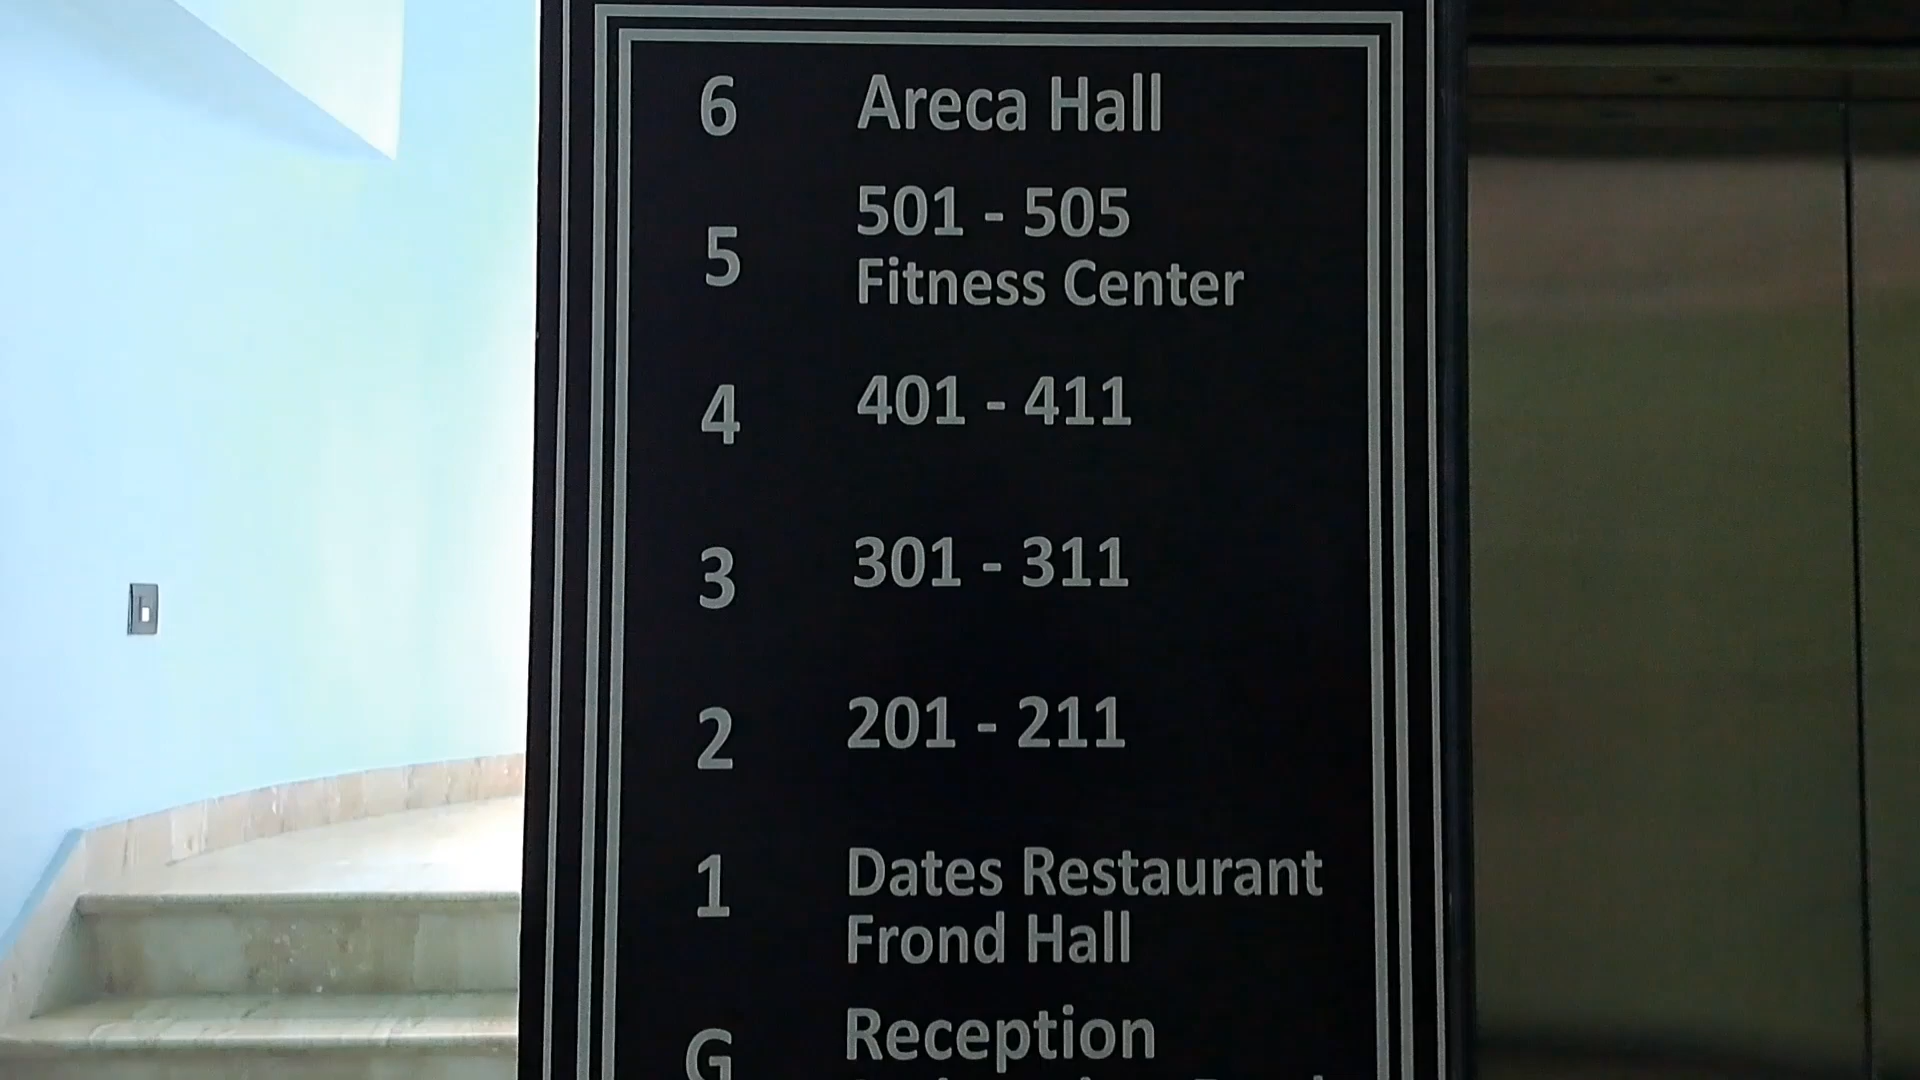 6 Areca Hall
5 501 - 505
Fitness Center
4 401 - 411
3 301 - 311
2 201 - 211
1 Dates Restaurant
Frond Hall
G Reception